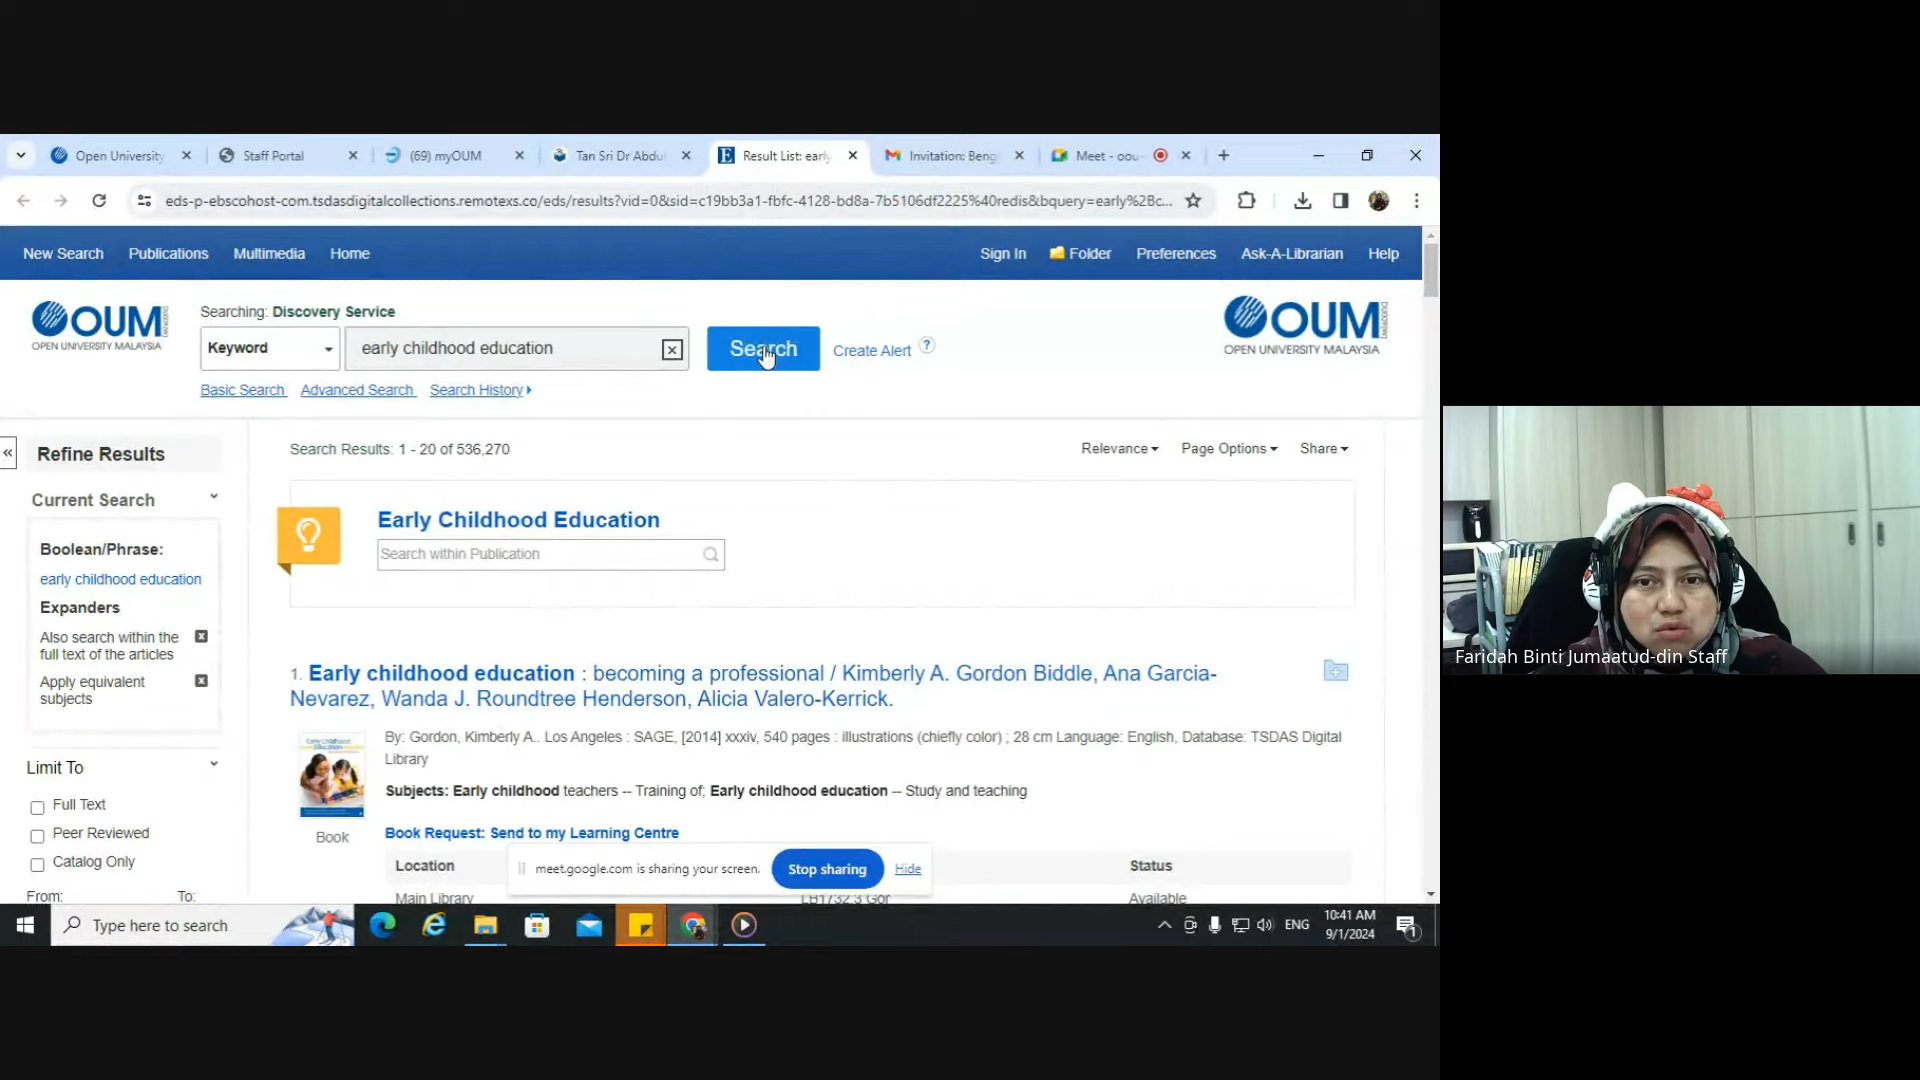 Open University
Staff Portal
(69) myOUM
Tan Sri Dr Abdul
Result List: early
Invitation: Beng
Meet - oou-
eds-p-ebscohost-com.tsdasdigitalcollections.remotexs.co/eds/results?vid=0&sid=c19bb3a1-fbfc-4128-bd8a-7b5106df2225%40redis&bquery=early%2Bc...
New Search Publications Multimedia Home Sign In Folder Preferences Ask-A-Librarian Help
OUM
OPEN UNIVERSITY MALAYSIA
Searching: Discovery Service
Keyword
early childhood education
Search
Create Alert
?
Basic Search Advanced Search Search History
OUM
OPEN UNIVERSITY MALAYSIA
Refine Results
Current Search
Boolean/Phrase:
early childhood education
Expanders
Also search within the
full text of the articles
Apply equivalent
subjects
Limit To
Full Text
Peer Reviewed
Catalog Only
From: To:
Search Results: 1 - 20 of 536,270
Relevance Page Options Share
Early Childhood Education
Search within Publication
1. Early childhood education : becoming a professional / Kimberly A. Gordon Biddle, Ana Garcia-
Nevarez, Wanda J. Roundtree Henderson, Alicia Valero-Kerrick.
By: Gordon, Kimberly A.. Los Angeles : SAGE, [2014] xxxiv, 540 pages : illustrations (chiefly color) ; 28 cm Language: English, Database: TSDAS Digital
Library
Subjects: Early childhood teachers -- Training of; Early childhood education -- Study and teaching
Book
Book Request: Send to my Learning Centre
Location Status
Main Library LB1732.3 Gor Available
meet.google.com is sharing your screen. Stop sharing Hide
Type here to search
ENG
10:41 AM
9/1/2024
1
Faridah Binti Jumaatud-din Staff